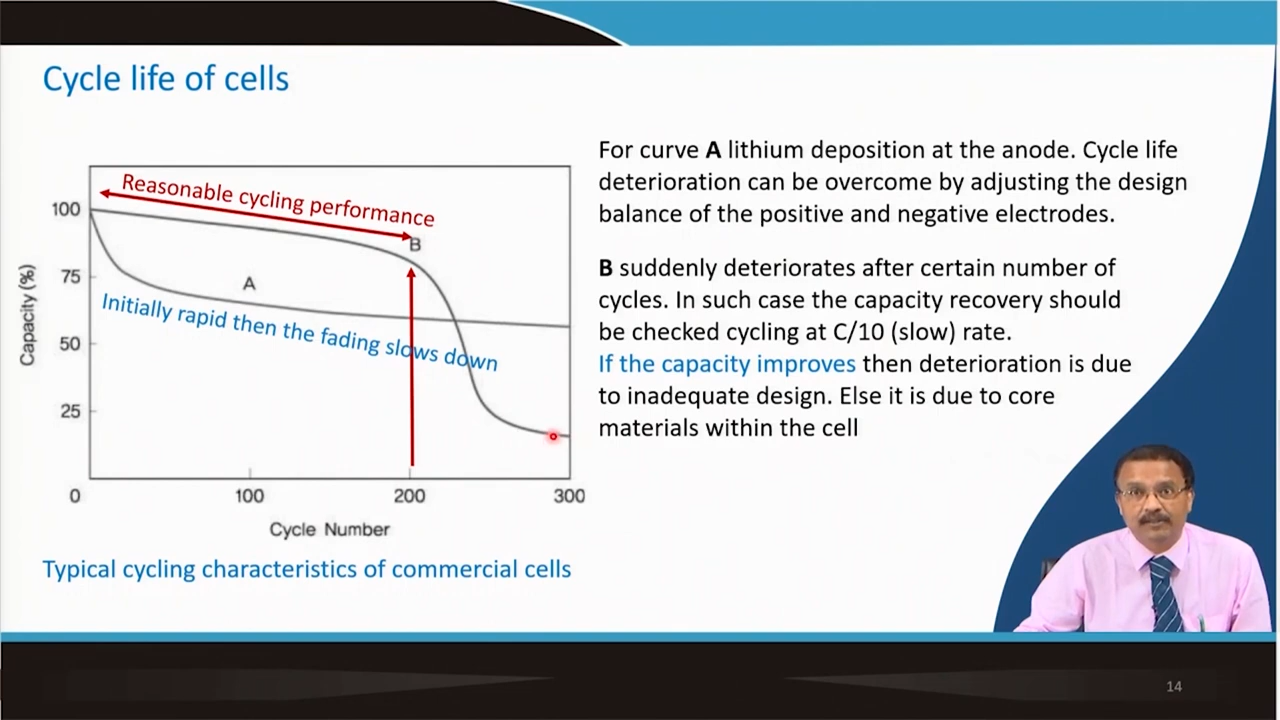 Cycle life of cells
Reasonable cycling performance
B
A
Initially rapid then the fading slows down
Capacity (%)
100
75
50
25
0
100
200
300
Cycle Number
Typical cycling characteristics of commercial cells
For curve A lithium deposition at the anode. Cycle life
deterioration can be overcome by adjusting the design
balance of the positive and negative electrodes.
B suddenly deteriorates after certain number of
cycles. In such case the capacity recovery should
be checked cycling at C/10 (slow) rate.
If the capacity improves then deterioration is due
to inadequate design. Else it is due to core
materials within the cell
14